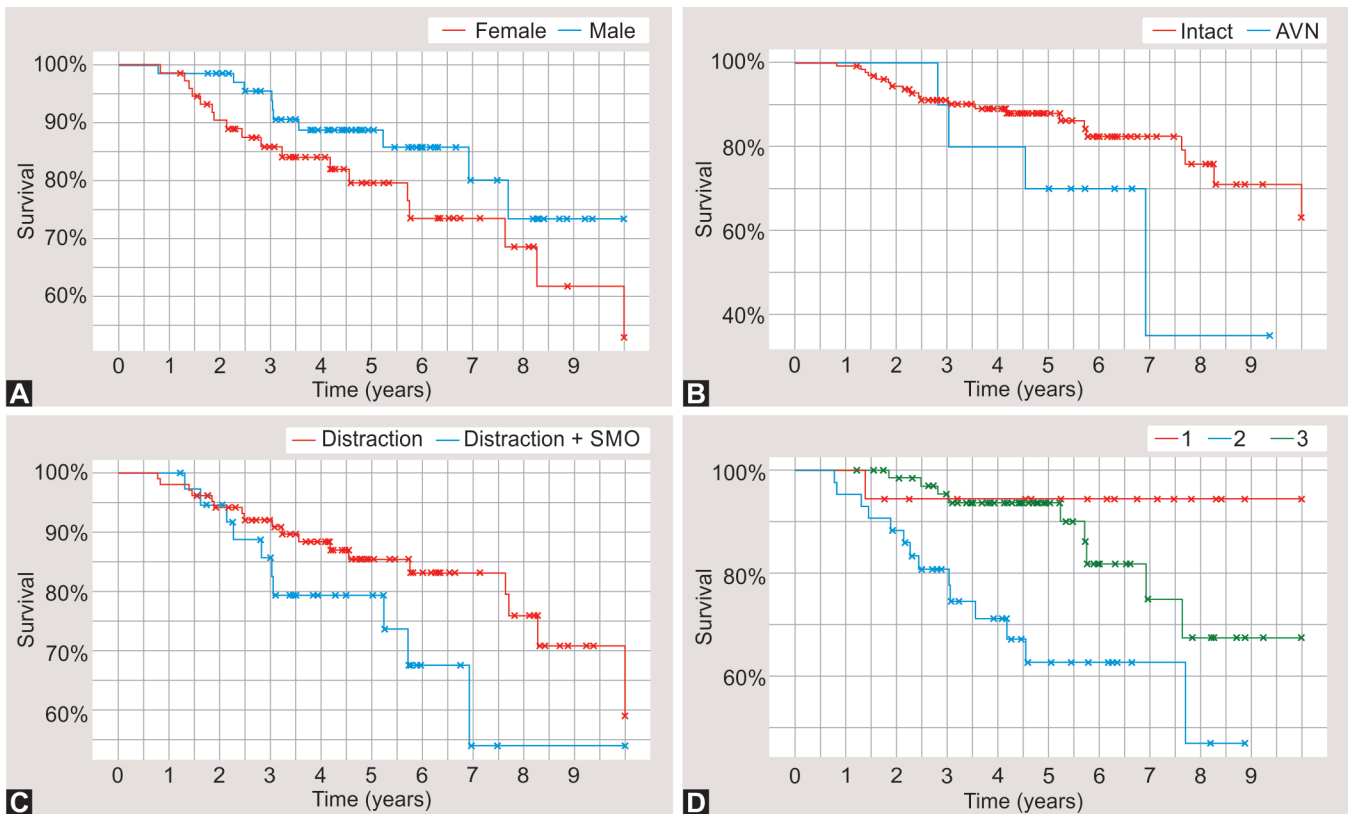 Female Male
100%
90%
80%
70%
60%
Survival
0 1 2 3 4 5 6 7 8 9
Time (years)
A
Intact AVN
100%
80%
60%
40%
Survival
0 1 2 3 4 5 6 7 8 9
Time (years)
B
Distraction Distraction + SMO
100%
90%
80%
70%
60%
Survival
0 1 2 3 4 5 6 7 8 9
Time (years)
C
1 2 3
100%
80%
60%
Survival
0 1 2 3 4 5 6 7 8 9
Time (years)
D